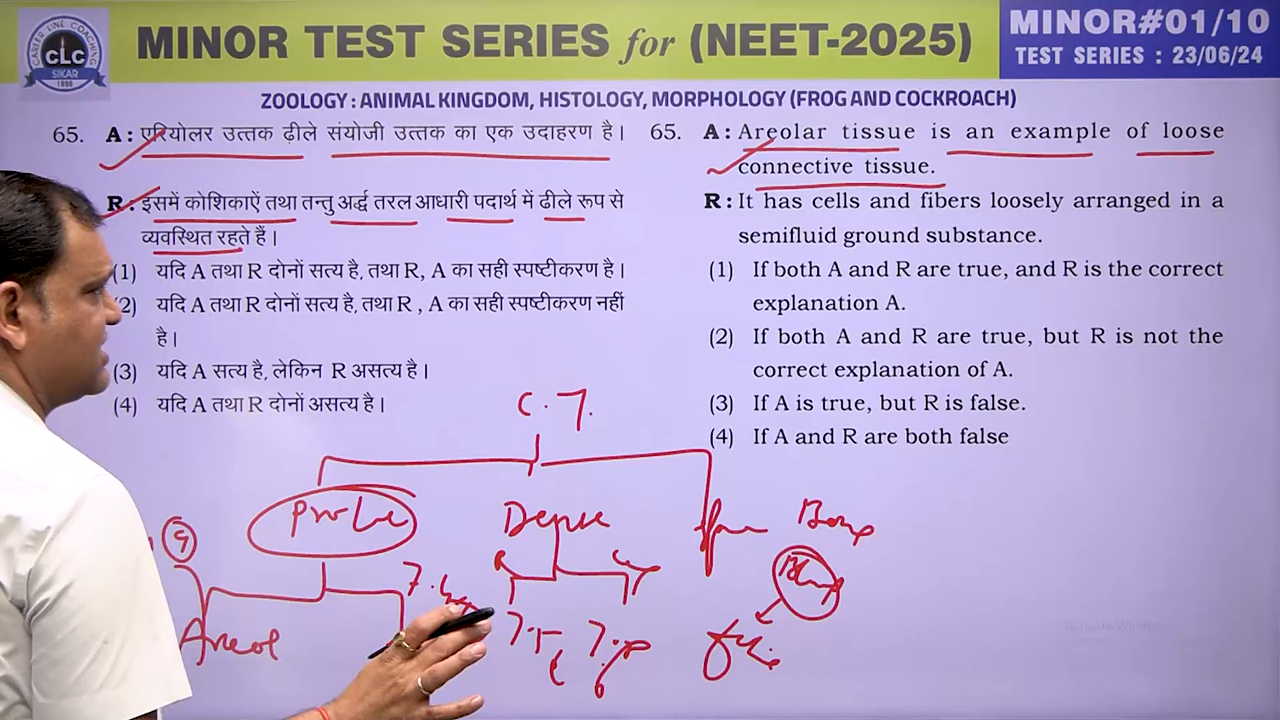 CAREER LINE COACHING
CLC
SIKAR
1996
MINOR TEST SERIES for (NEET-2025)
MINOR#01/10
TEST SERIES : 23/06/24
ZOOLOGY : ANIMAL KINGDOM, HISTOLOGY, MORPHOLOGY (FROG AND COCKROACH)
65. A : एरियोलर उत्तक ढ़ीले संयोजी उत्तक का एक उदाहरण है।
R : इसमें कोशिकाऐं तथा तन्तु अर्द्ध तरल आधारी पदार्थ में ढीले रूप से
व्यवस्थित रहते हैं।
(1) यदि A तथा R दोनों सत्य है, तथा R, A का सही स्पष्टीकरण है।
2) यदि A तथा R दोनों सत्य है, तथा R , A का सही स्पष्टीकरण नहीं
है।
(3) यदि A सत्य है, लेकिन R असत्य है।
(4) यदि A तथा R दोनों असत्य है।
65. A : Areolar tissue is an example of loose
connective tissue.
R : It has cells and fibers loosely arranged in a
semifluid ground substance.
(1) If both A and R are true, and R is the correct
explanation A.
(2) If both A and R are true, but R is not the
correct explanation of A.
(3) If A is true, but R is false.
(4) If A and R are both false
C.T.
Dense
Areol
Activate Windows